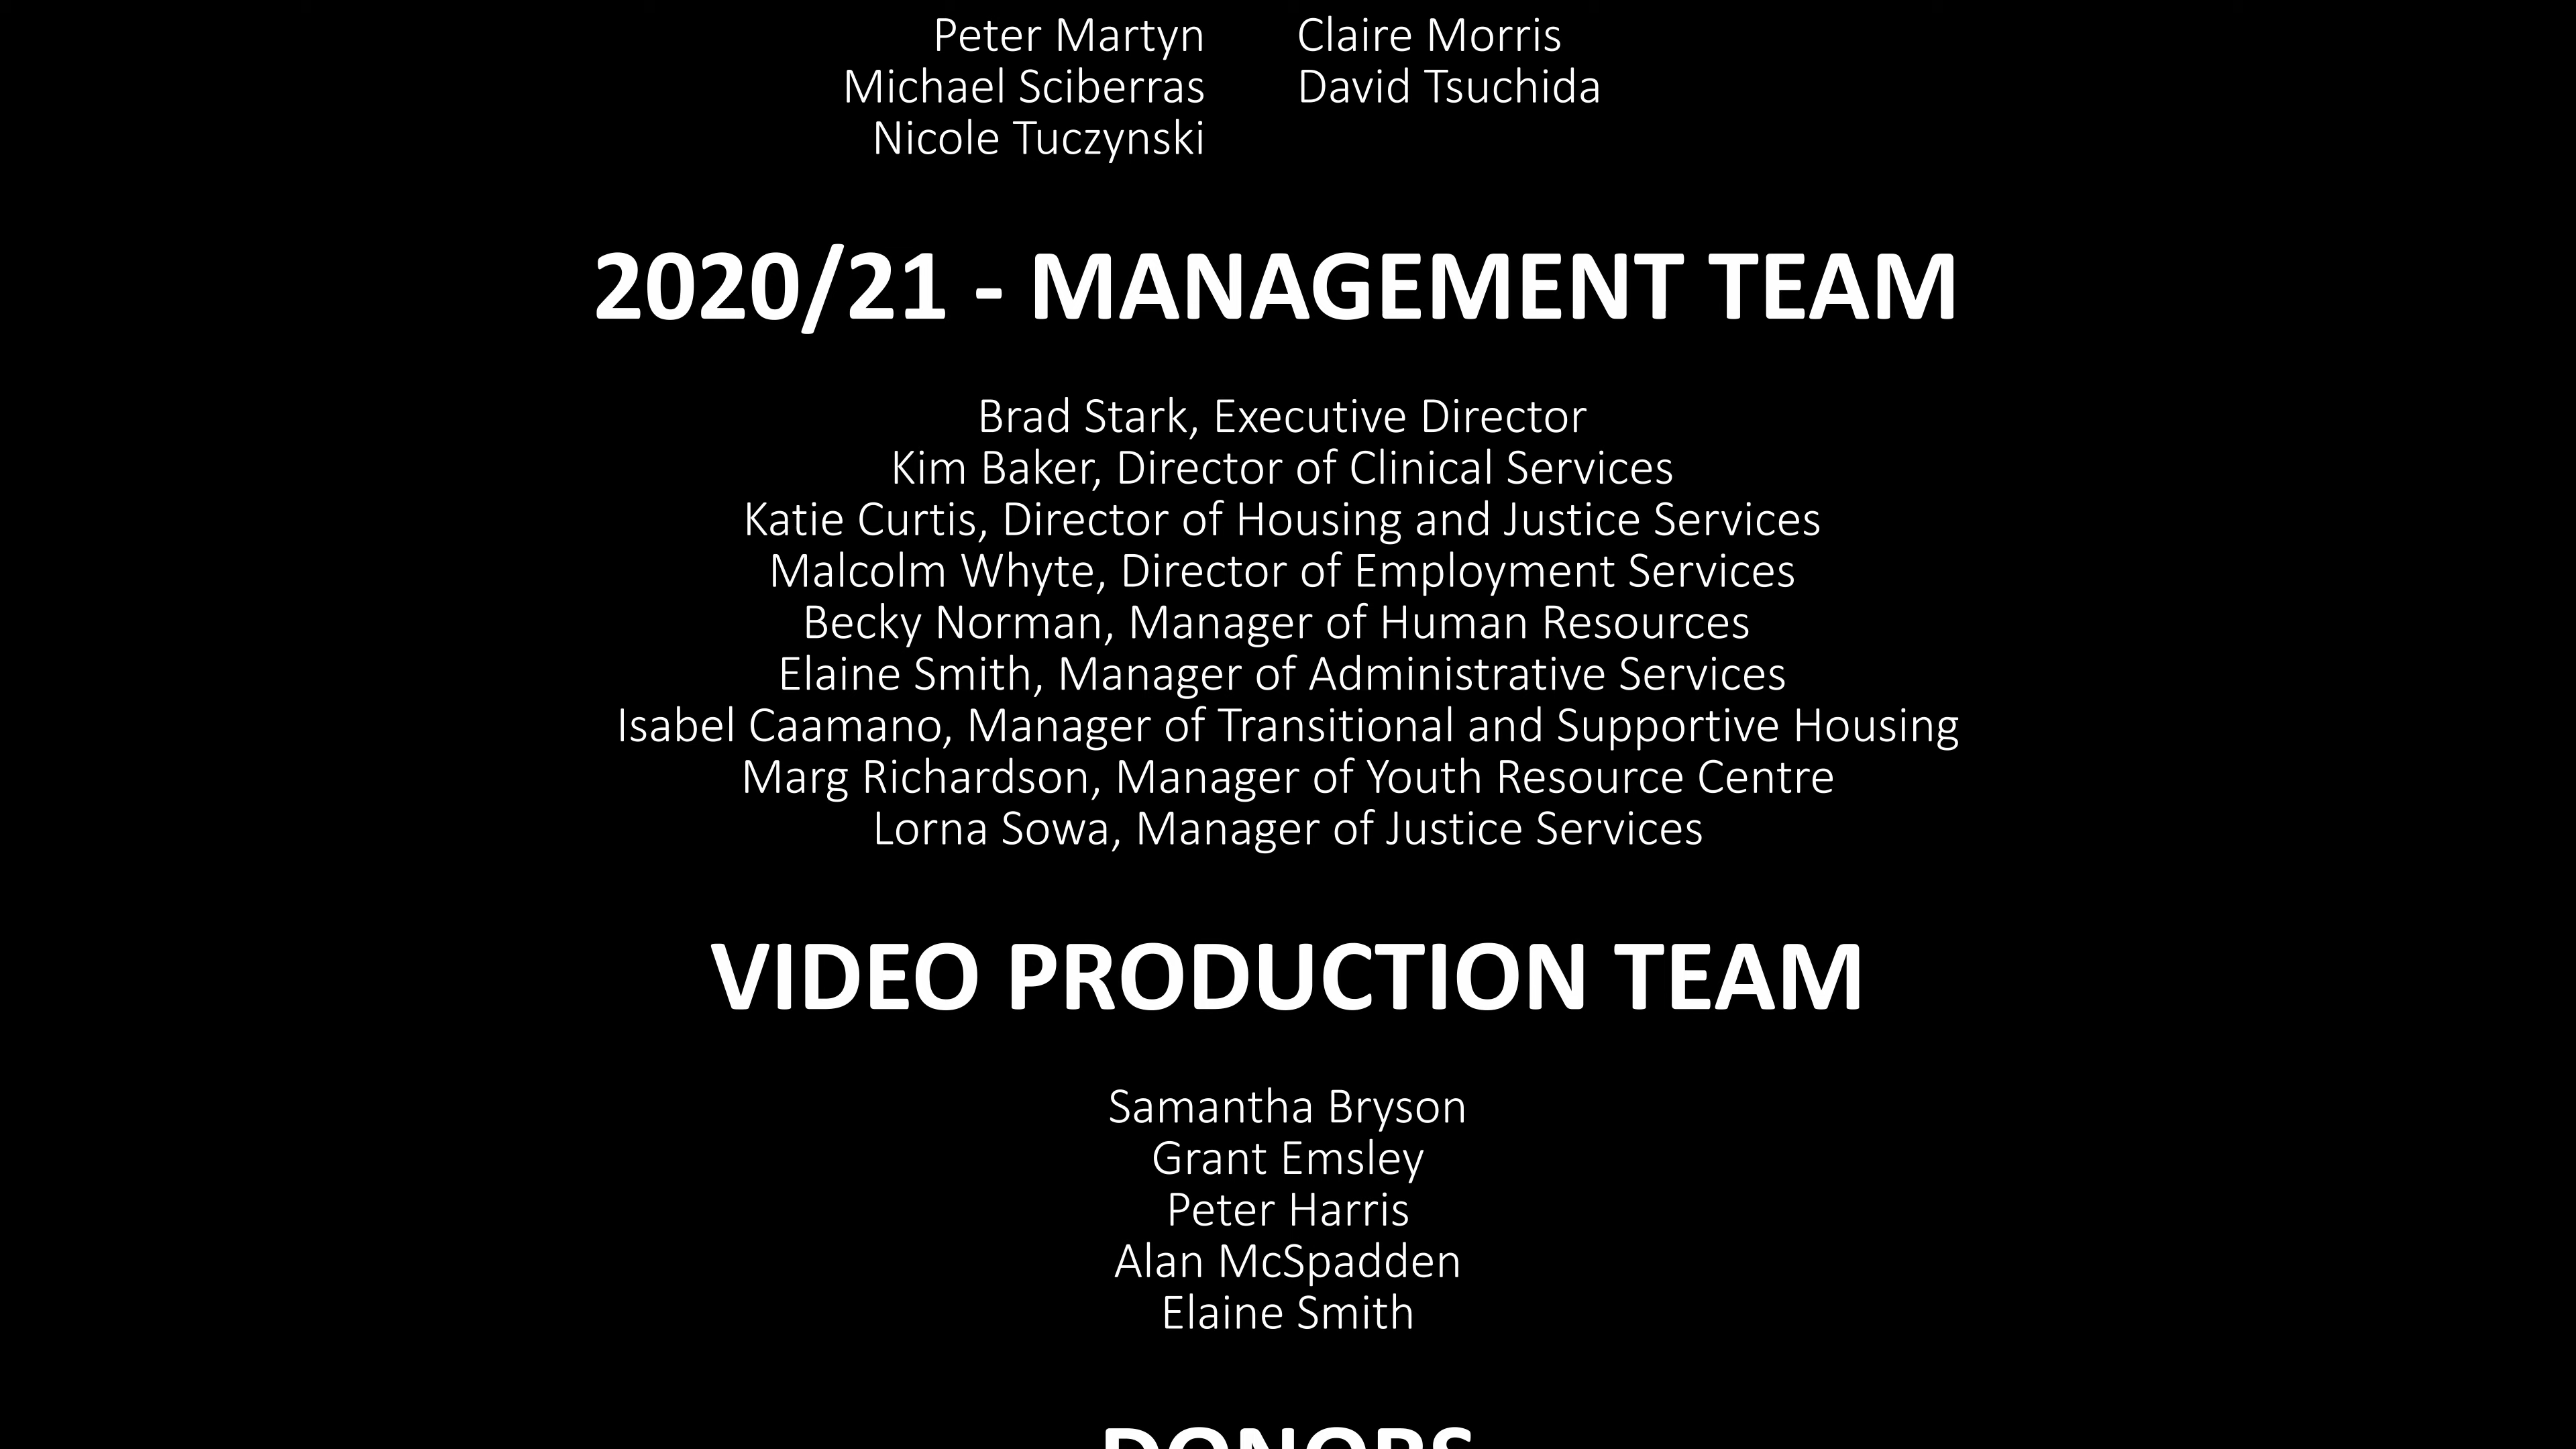 Peter Martyn Claire Morris
Michael Sciberras David Tsuchida
Nicole Tuczynski
2020/21 - MANAGEMENT TEAM
Brad Stark, Executive Director
Kim Baker, Director of Clinical Services
Katie Curtis, Director of Housing and Justice Services
Malcolm Whyte, Director of Employment Services
Becky Norman, Manager of Human Resources
Elaine Smith, Manager of Administrative Services
Isabel Caamano, Manager of Transitional and Supportive Housing
Marg Richardson, Manager of Youth Resource Centre
Lorna Sowa, Manager of Justice Services
VIDEO PRODUCTION TEAM
Samantha Bryson
Grant Emsley
Peter Harris
Alan McSpadden
Elaine Smith
DONORS